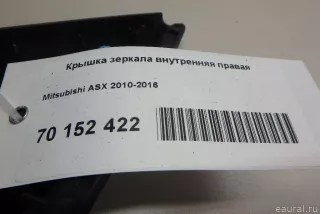 Крышка зеркала внутренняя правая
Mitsubishi ASX 2010-2016
70 152 422
eaural.ru